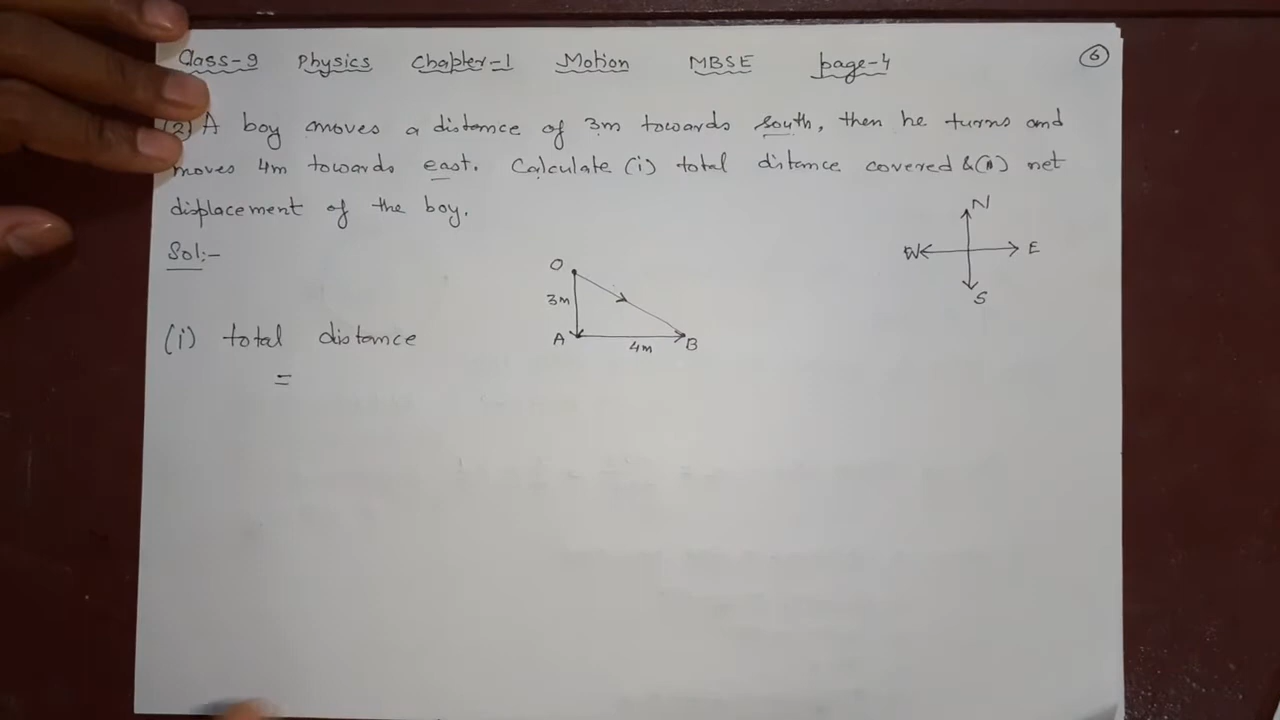 Class-9 Physics Chapter-1 Motion MBSE page-4 6
(2) A boy moves a distance of 3m towards south, then he turns and
moves 4m towards east. Calculate (i) total distance covered & (ii) net
displacement of the boy.
N
W E
S
Sol:-
O
3m
A 4m B
(i) total distance
=